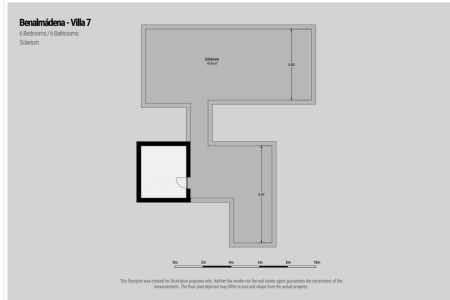 Benalmádena - Villa 7
6 Bedrooms / 6 Bathrooms
Solarium
Solarium
0m 2m 4m 6m 8m 10m
This floorplan was created for illustrative purposes only. Neither the vendor nor the real estate agent guarantees the correctness of the
measurements. The floor plan depicted may differ in size and shape from the actual property.